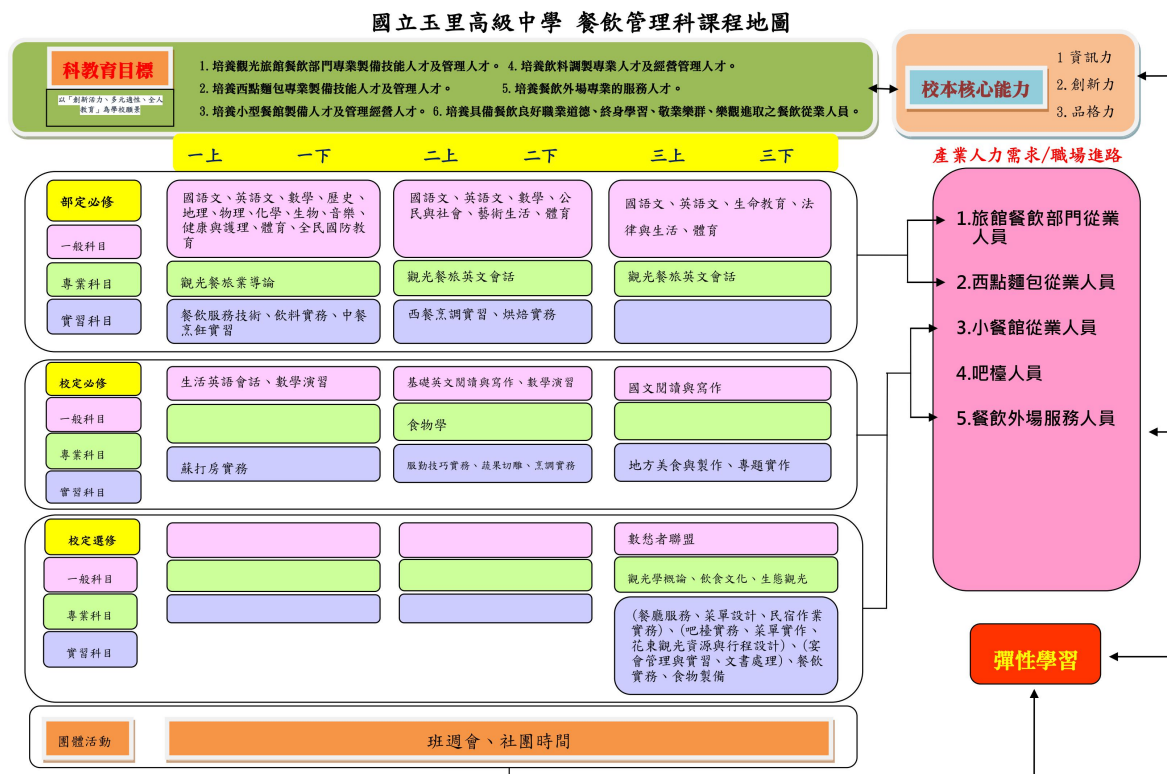 國立玉里高級中學 餐飲管理科課程地圖
科教育目標
以「創新活力、多元適性、全人
教育」為學校願景
1. 培養觀光旅館餐飲部門專業製備技能人才及管理人才。 4. 培養飲料調製專業人才及經營管理人才。
2. 培養西點麵包專業製備技能人才及管理人才。 5. 培養餐飲外場專業的服務人才。
3. 培養小型餐館製備人才及管理經營人才。 6. 培養具備餐飲良好職業道德、終身學習、敬業樂群、樂觀進取之餐飲從業人員。
校本核心能力
1 資訊力
2. 創新力
3. 品格力
一上 一下 二上 二下 三上 三下
產業人力需求/職場進路
部定必修
一般科目
專業科目
實習科目
國語文、英語文、數學、歷史、
地理、物理、化學、生物、音樂、
健康與護理、體育、全民國防教
育
國語文、英語文、數學、公
民與社會、藝術生活、體育
國語文、英語文、生命教育、法
律與生活、體育
觀光餐旅業導論
觀光餐旅英文會話
觀光餐旅英文會話
餐飲服務技術、飲料實務、中餐
烹飪實習
西餐烹調實習、烘焙實務
校定必修
一般科目
專業科目
實習科目
生活英語會話、數學演習
基礎英文閱讀與寫作、數學演習
國文閱讀與寫作
食物學
蘇打房實務
服勤技巧實務、蔬果切雕、烹調實務
地方美食與製作、專題實作
校定選修
一般科目
專業科目
實習科目
數愁者聯盟
觀光學概論、飲食文化、生態觀光
(餐廳服務、菜單設計、民宿作業
實務)、(吧檯實務、菜單實作、
花東觀光資源與行程設計)、(宴
會管理與實習、文書處理)、餐飲
實務、食物製備
1.旅館餐飲部門從業
人員
2.西點麵包從業人員
3.小餐館從業人員
4.吧檯人員
5.餐飲外場服務人員
彈性學習
團體活動
班週會、社團時間